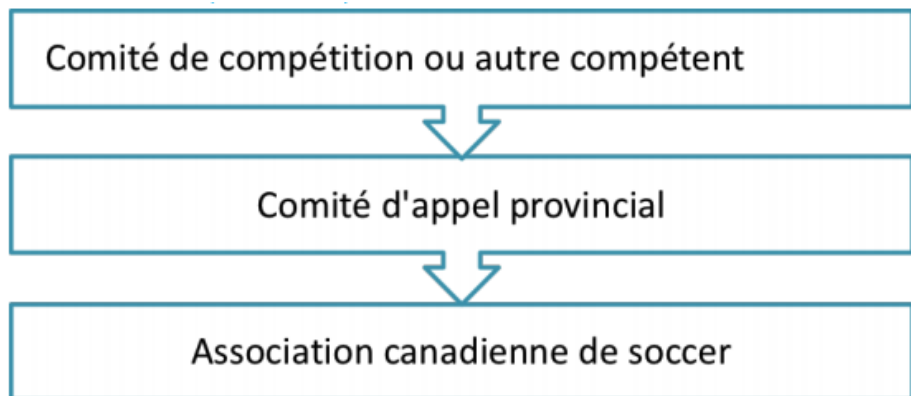 Comité de compétition ou autre compétent
Comité d'appel provincial
Association canadienne de soccer